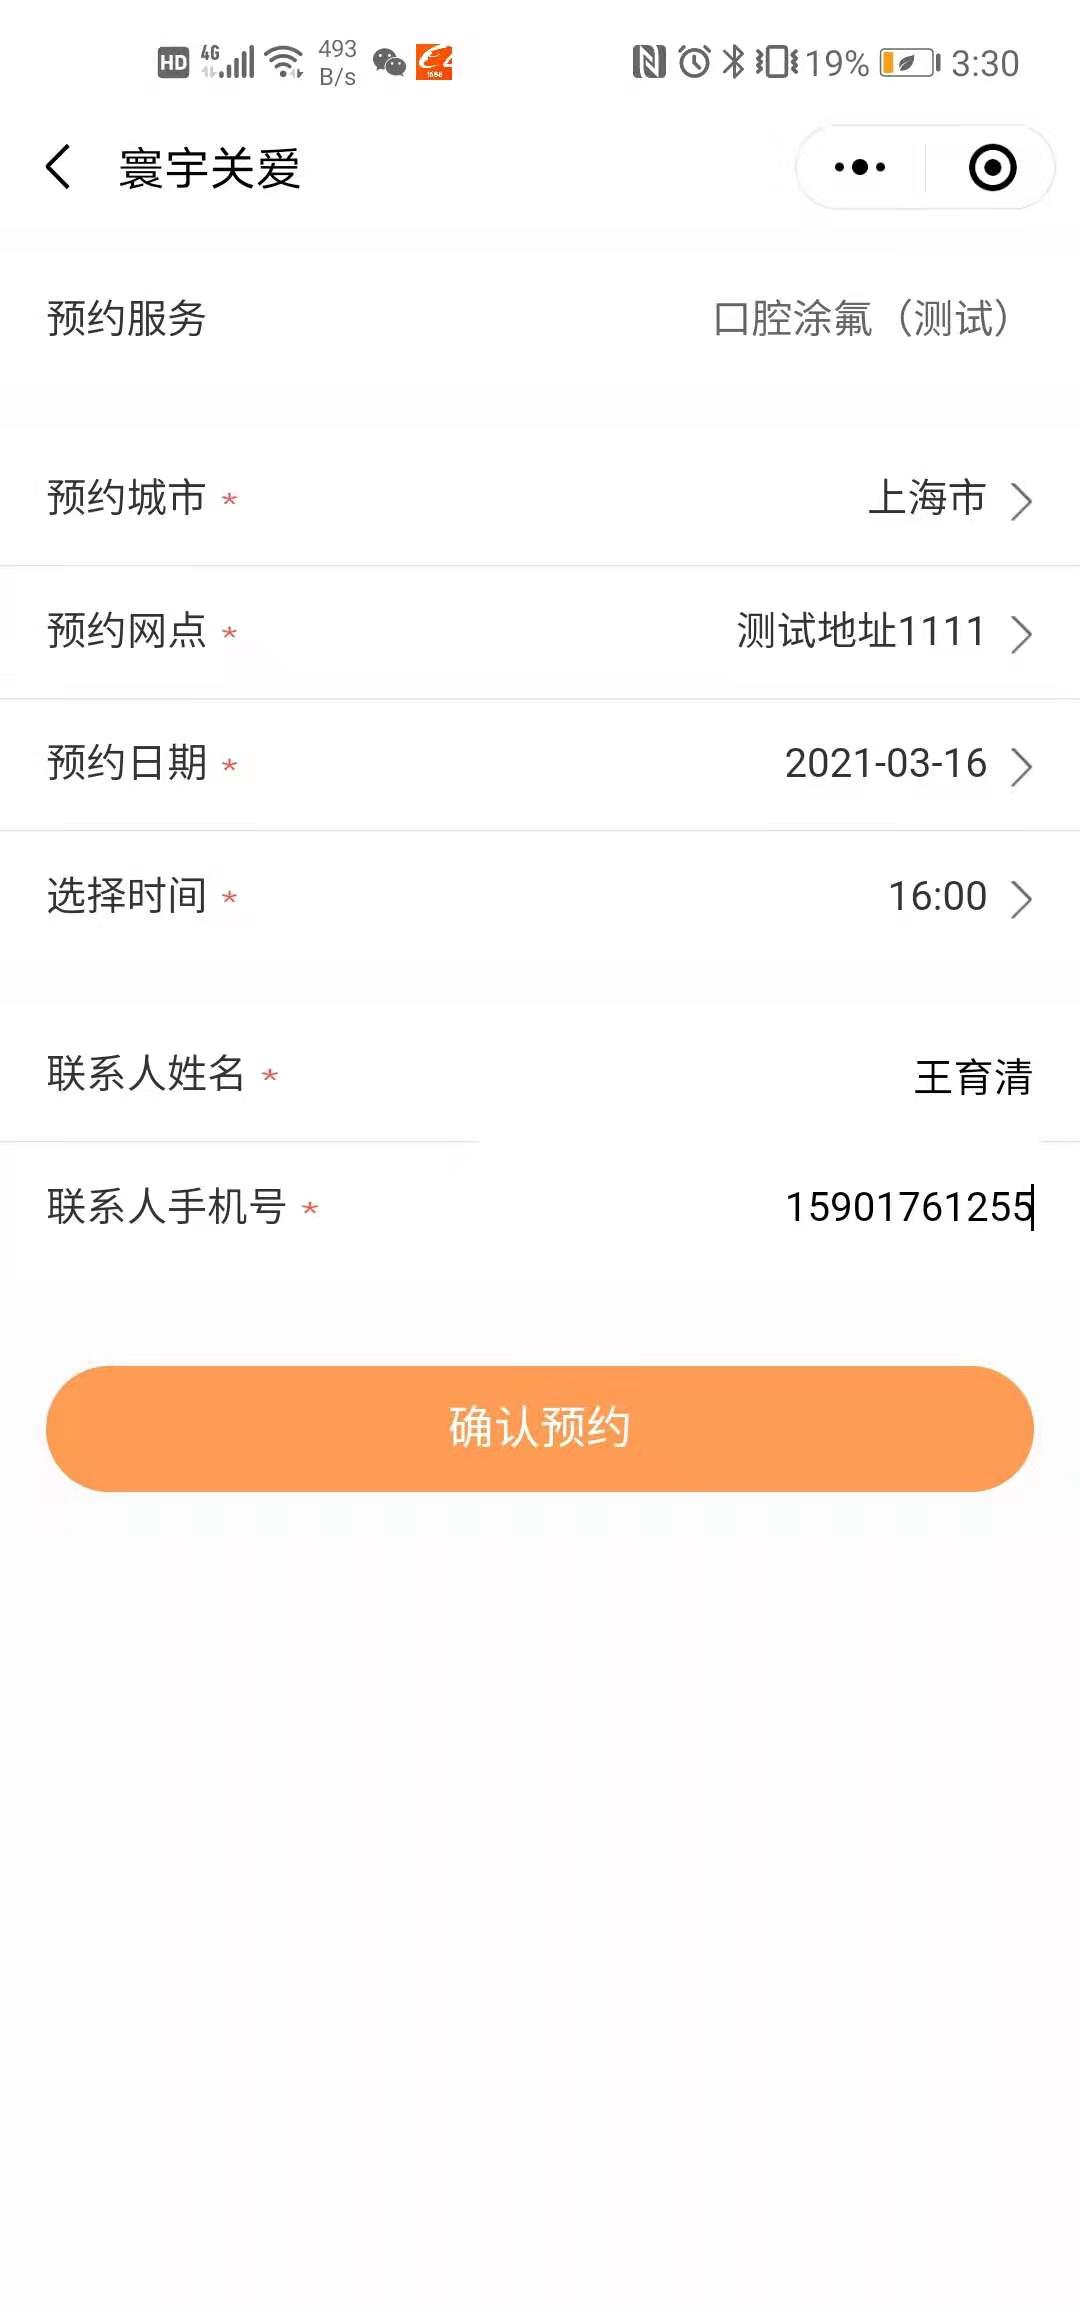 HD 4G 493 B/s 1688 19% 3:30
寰宇关爱
预约服务 口腔涂氟（测试）
预约城市 * 上海市
预约网点 * 测试地址1111
预约日期 * 2021-03-16
选择时间 * 16:00
联系人姓名 * 王育清
联系人手机号 * 15901761255
确认预约